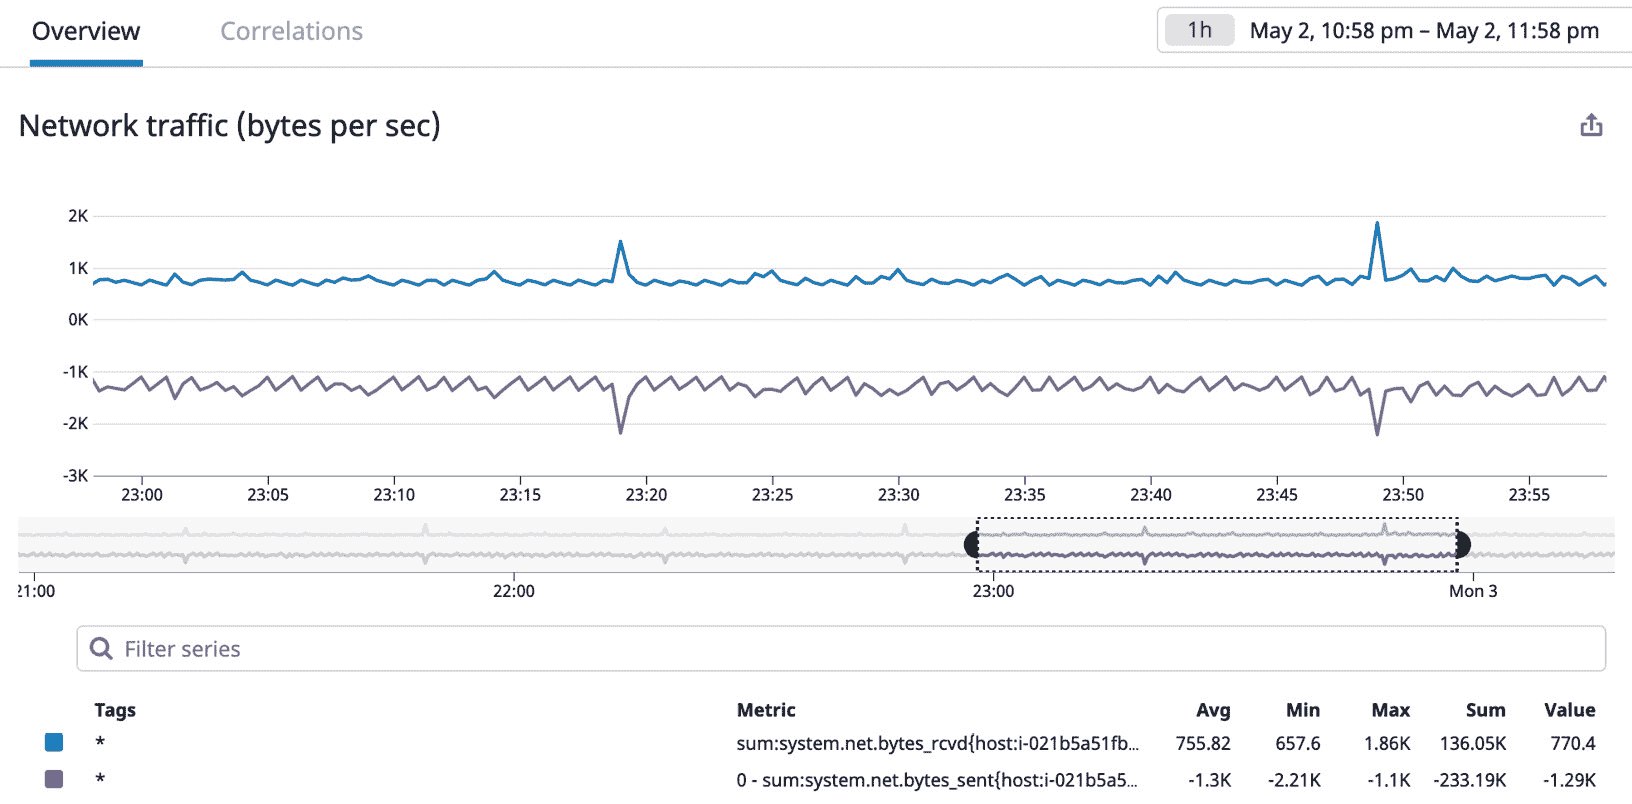 Overview Correlations 1h May 2, 10:58 pm – May 2, 11:58 pm
Network traffic (bytes per sec)
2K
1K
0K
-1K
-2K
-3K
23:00 23:05 23:10 23:15 23:20 23:25 23:30 23:35 23:40 23:45 23:50 23:55
21:00 22:00 23:00 Mon 3
Filter series
Tags Metric Avg Min Max Sum Value
* sum:system.net.bytes_rcvd{host:i-021b5a51fb... 755.82 657.6 1.86K 136.05K 770.4
* 0 - sum:system.net.bytes_sent{host:i-021b5a5... -1.3K -2.21K -1.1K -233.19K -1.29K